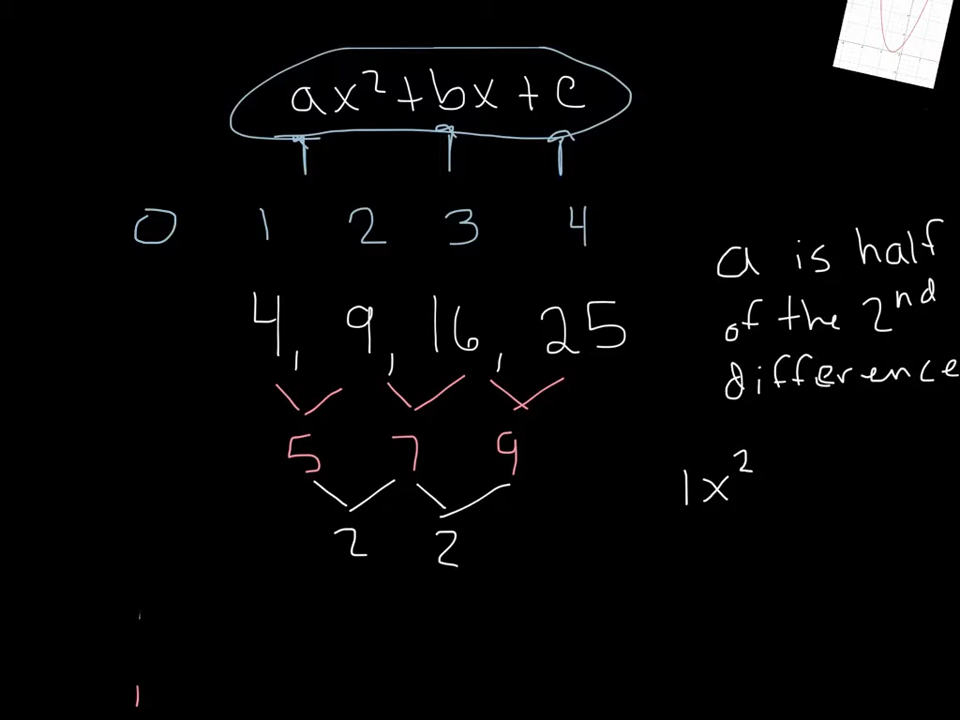 ax²+bx+c
0 1 2 3 4
4, 9, 16, 25
5 7 9
2 2
a is half
of the 2nd
difference
1x²